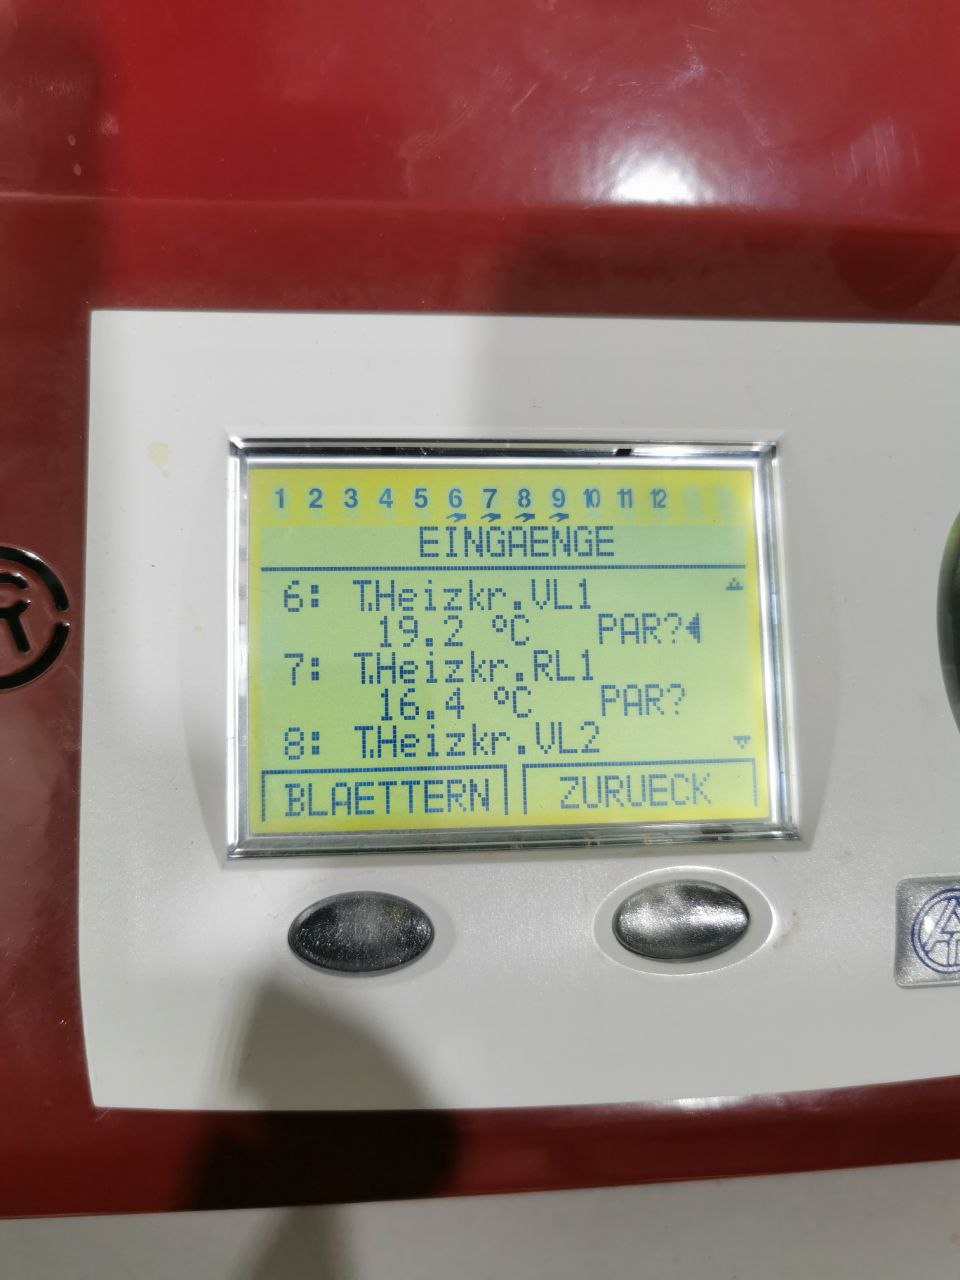 1 2 3 4 5 6 7 8 9 10 11 12
EINGAENGE
6: T.Heizkr.VL1
19.2 °C PAR?
7: T.Heizkr.RL1
16.4 °C PAR?
8: T.Heizkr.VL2
BLAETTERN ZURUECK